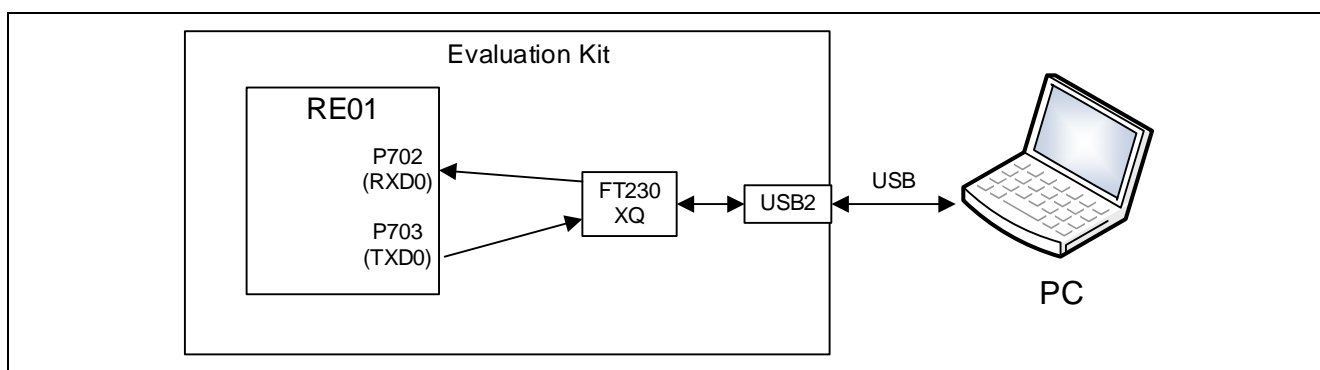 Evaluation Kit
RE01
P702
(RXD0)
P703
(TXD0)
FT230
XQ
USB2
USB
PC